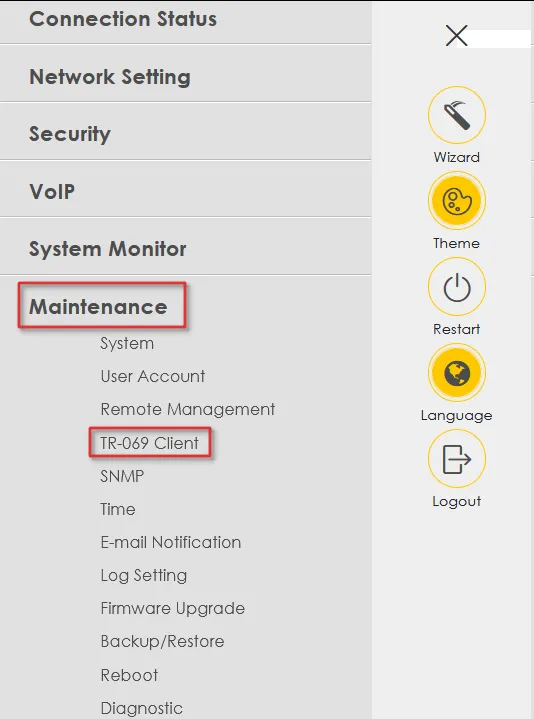 Connection Status
Network Setting
Security
VoIP
System Monitor
Maintenance
System
User Account
Remote Management
TR-069 Client
SNMP
Time
E-mail Notification
Log Setting
Firmware Upgrade
Backup/Restore
Reboot
Diagnostic
Wizard
Theme
Restart
Language
Logout